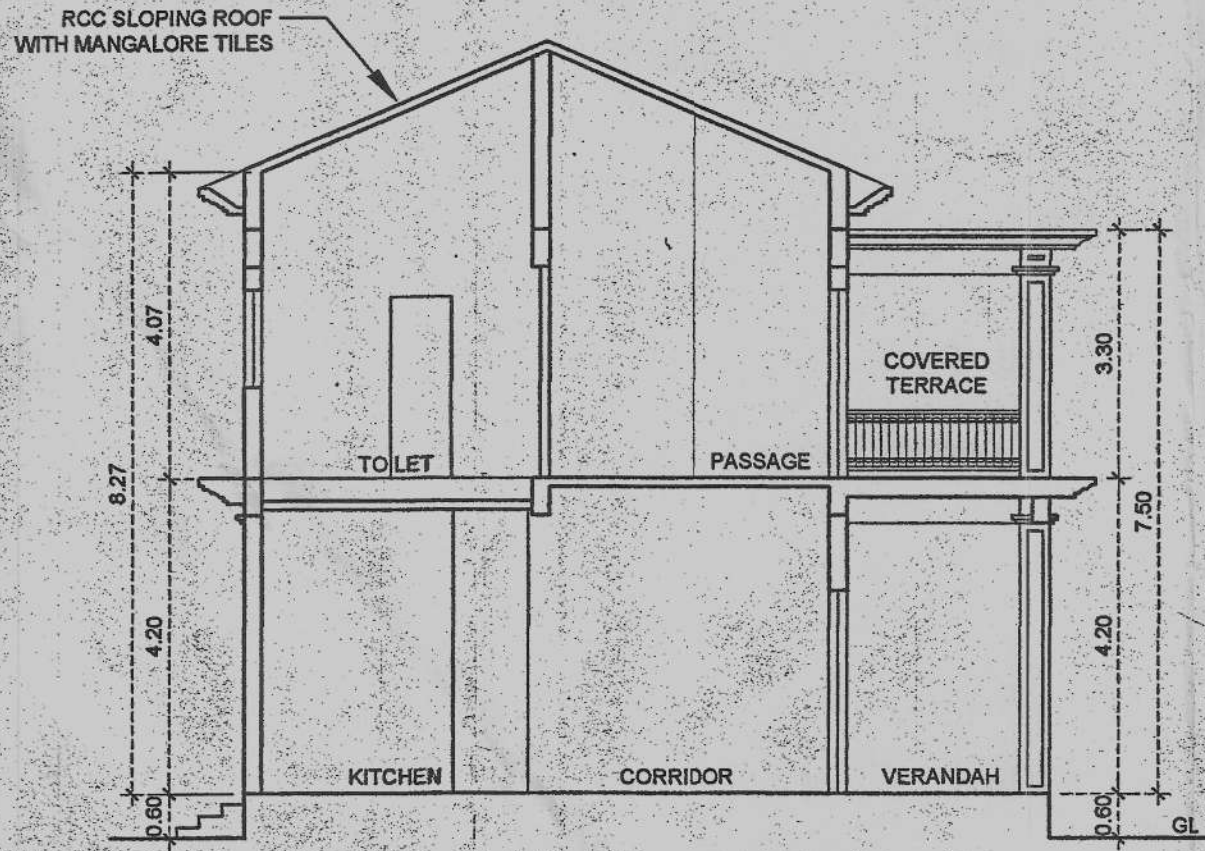 RCC SLOPING ROOF
WITH MANGALORE TILES
4.07
3.30
COVERED
TERRACE
TOILET
PASSAGE
8.27
7.50
4.20
4.20
KITCHEN
CORRIDOR
VERANDAH
0.60
0.60
GL